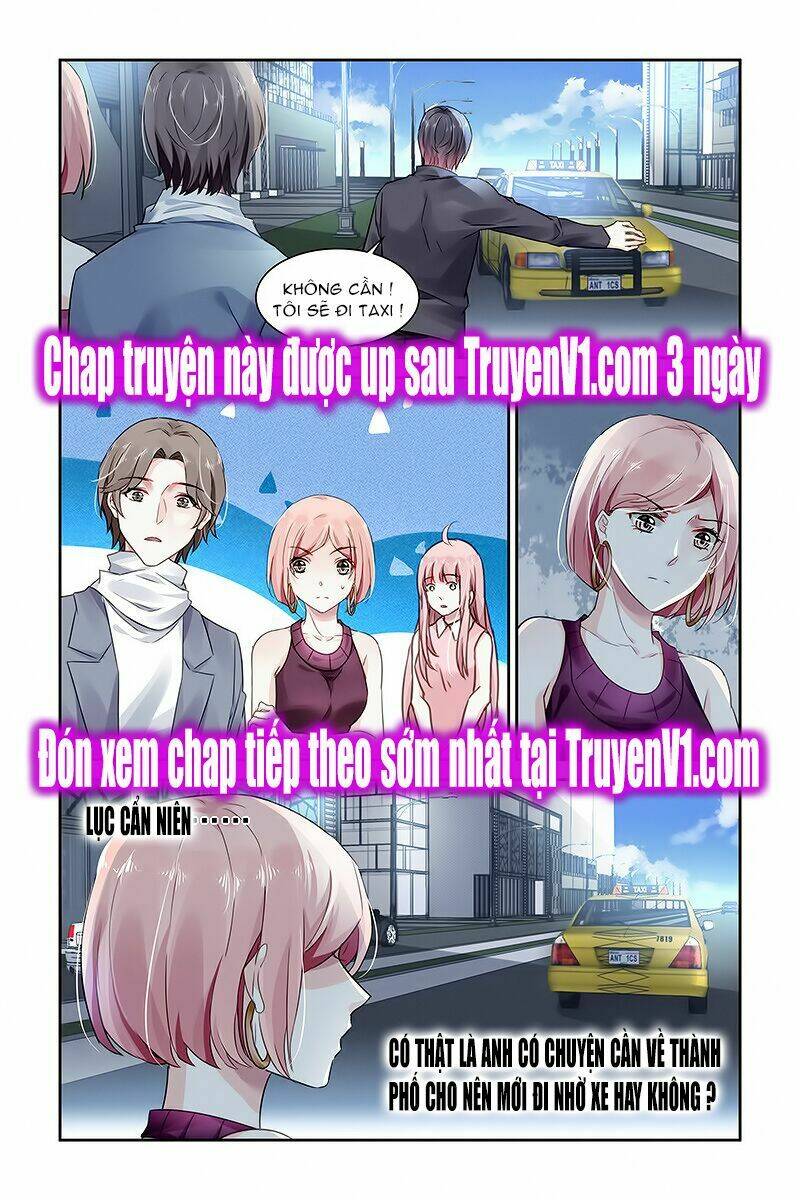 TAXI
ANT 1CS
KHÔNG CẦN !
TÔI SẼ ĐI TAXI !
Chap truyện này được up sau TruyenV1.com 3 ngày
Đón xem chap tiếp theo sớm nhất tại TruyenV1.com
LỤC CẨN NIÊN ......
TAXI
7819
ANT 1CS
CÓ THẬT LÀ ANH CÓ CHUYỆN CẦN VỀ THÀNH
PHỐ CHO NÊN MỚI ĐI NHỜ XE HAY KHÔNG ?